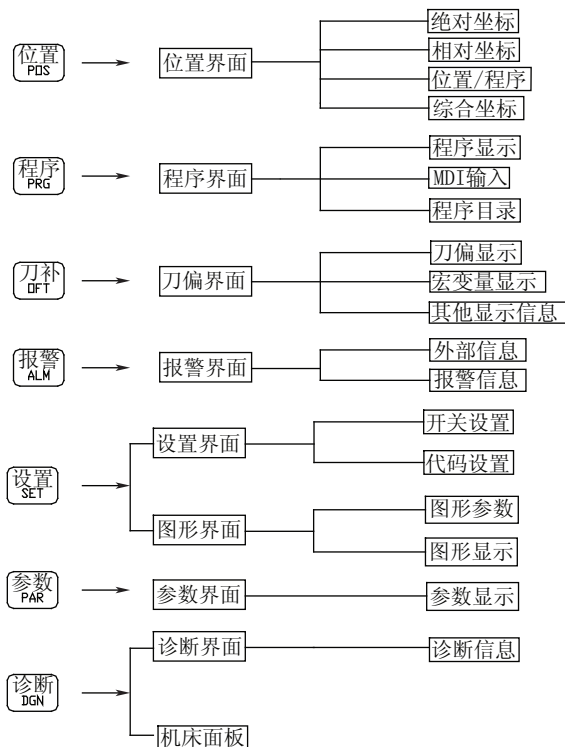 位置
POS
位置界面
绝对坐标
相对坐标
位置/程序
综合坐标
程序
PRG
程序界面
程序显示
MDI输入
程序目录
刀补
OFT
刀偏界面
刀偏显示
宏变量显示
其他显示信息
报警
ALM
报警界面
外部信息
报警信息
设置
SET
设置界面
开关设置
代码设置
图形界面
图形参数
图形显示
参数
PAR
参数界面
参数显示
诊断
DGN
诊断界面
诊断信息
机床面板